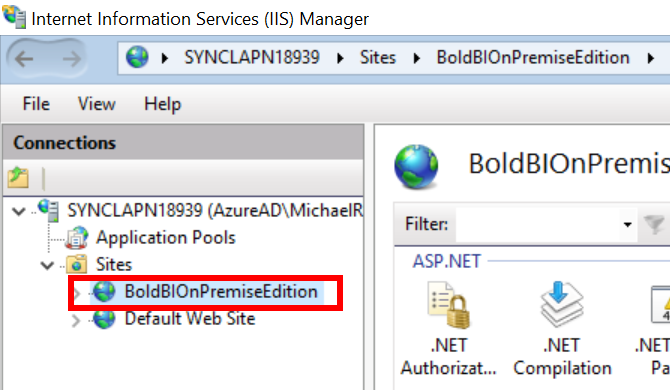 Internet Information Services (IIS) Manager
SYNCLAPN18939 Sites BoldBIOnPremiseEdition
File View Help
Connections
BoldBIOnPremis
SYNCLAPN18939 (AzureAD\MichaelR
Filter:
Application Pools
ASP.NET
Sites
BoldBIOnPremiseEdition
Default Web Site
.NET
Authorizat...
.NET
Compilation
.NET
Pa